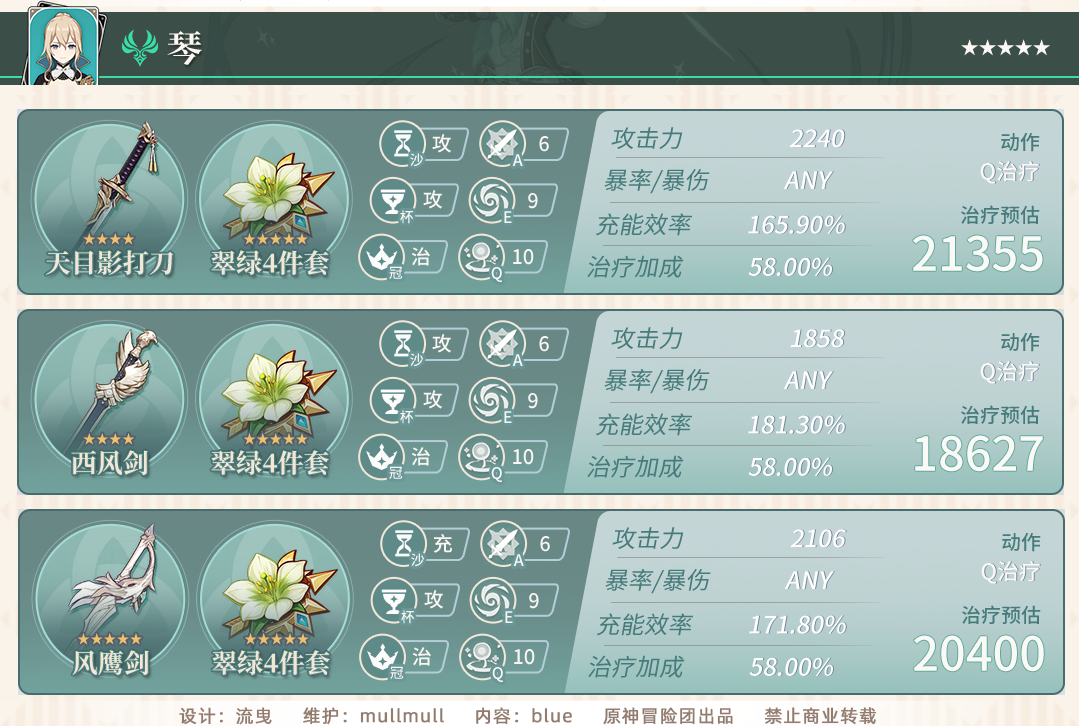 琴
★★★★★
天目影打刀
翠绿4件套
沙 攻
A 6
杯 攻
E 9
冠 治
Q 10
攻击力 2240
暴率/暴伤 ANY
充能效率 165.90%
治疗加成 58.00%
动作
Q治疗
治疗预估
21355
西风剑
翠绿4件套
沙 攻
A 6
杯 攻
E 9
冠 治
Q 10
攻击力 1858
暴率/暴伤 ANY
充能效率 181.30%
治疗加成 58.00%
动作
Q治疗
治疗预估
18627
风鹰剑
翠绿4件套
沙 充
A 6
杯 攻
E 9
冠 治
Q 10
攻击力 2106
暴率/暴伤 ANY
充能效率 171.80%
治疗加成 58.00%
动作
Q治疗
治疗预估
20400
设计：流曳 维护：mullmull 内容：blue 原神冒险团出品 禁止商业转载